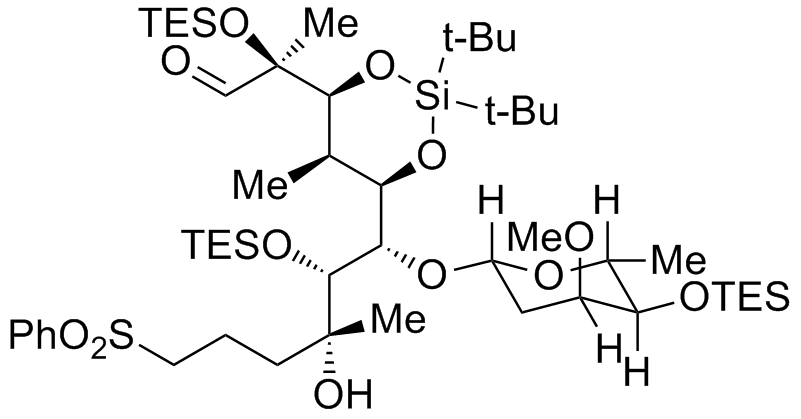 TESO Me
O O t-Bu
Si
t-Bu
O
Me
H H
MeO
TESO
O O Me
OTES
PhO2S
Me
H
H
OH